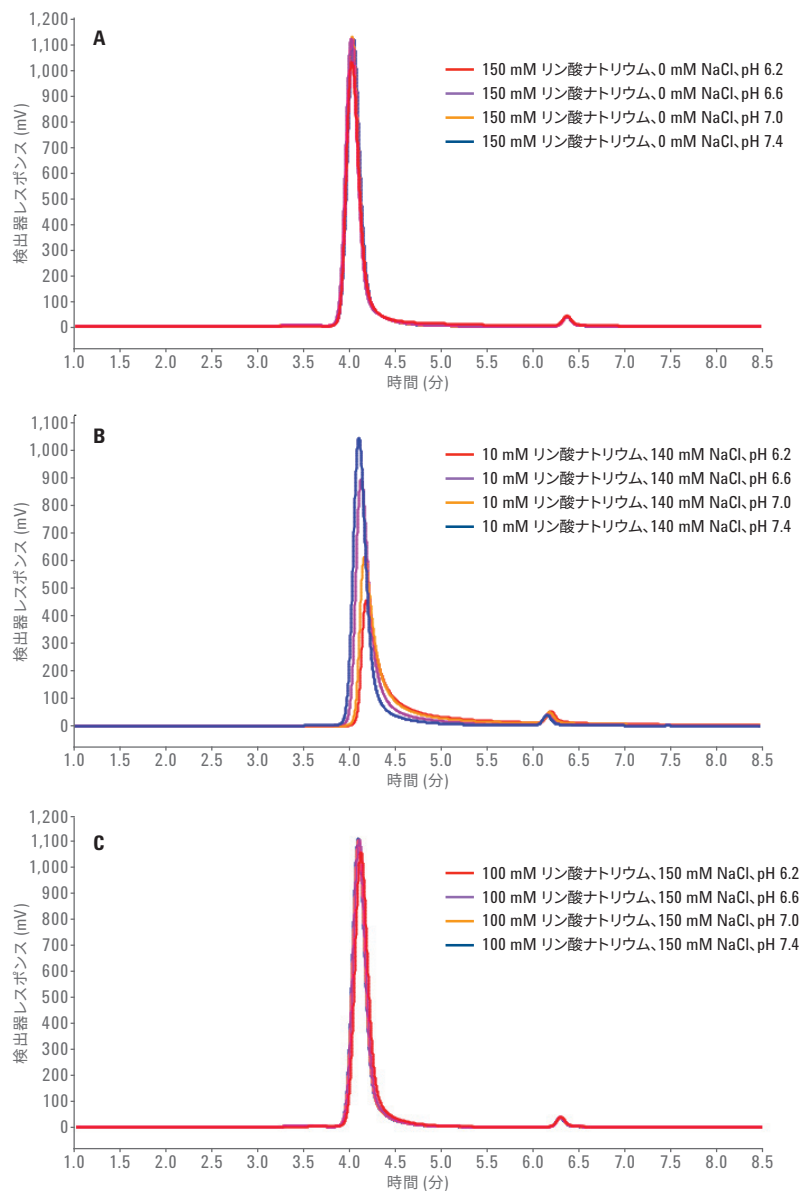 A
1,200
1,100
1,000
900
800
700
600
500
400
300
200
100
0
検出器レスポンス (mV)
150 mM リン酸ナトリウム、0 mM NaCl、pH 6.2
150 mM リン酸ナトリウム、0 mM NaCl、pH 6.6
150 mM リン酸ナトリウム、0 mM NaCl、pH 7.0
150 mM リン酸ナトリウム、0 mM NaCl、pH 7.4
1.0 1.5 2.0 2.5 3.0 3.5 4.0 4.5 5.0 5.5 6.0 6.5 7.0 7.5 8.0 8.5
時間 (分)
B
1,100
1,000
900
800
700
600
500
400
300
200
100
0
検出器レスポンス (mV)
10 mM リン酸ナトリウム、140 mM NaCl、pH 6.2
10 mM リン酸ナトリウム、140 mM NaCl、pH 6.6
10 mM リン酸ナトリウム、140 mM NaCl、pH 7.0
10 mM リン酸ナトリウム、140 mM NaCl、pH 7.4
1.0 1.5 2.0 2.5 3.0 3.5 4.0 4.5 5.0 5.5 6.0 6.5 7.0 7.5 8.0 8.5
時間 (分)
C
1,200
1,100
1,000
900
800
700
600
500
400
300
200
100
0
検出器レスポンス (mV)
100 mM リン酸ナトリウム、150 mM NaCl、pH 6.2
100 mM リン酸ナトリウム、150 mM NaCl、pH 6.6
100 mM リン酸ナトリウム、150 mM NaCl、pH 7.0
100 mM リン酸ナトリウム、150 mM NaCl、pH 7.4
1.0 1.5 2.0 2.5 3.0 3.5 4.0 4.5 5.0 5.5 6.0 6.5 7.0 7.5 8.0 8.5
時間 (分)